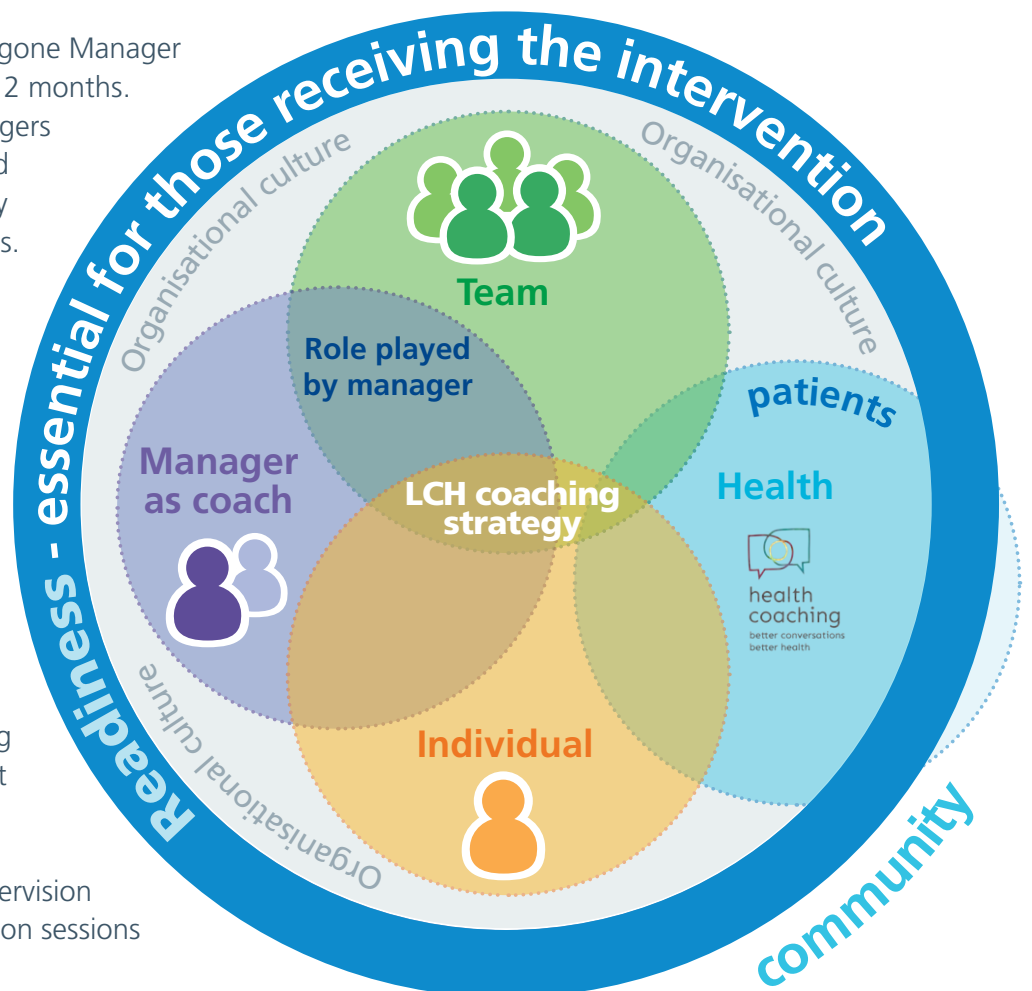 gone Manager
2 months.
gers
d
y
s.
g
t
ervision
on sessions
Readiness - essential for those receiving the intervention
Organisational culture
Organisational culture
Organisational culture
Team
Role played
by manager
Manager
as coach
LCH coaching
strategy
patients
Health
health
coaching
better conversations
better health
Individual
community